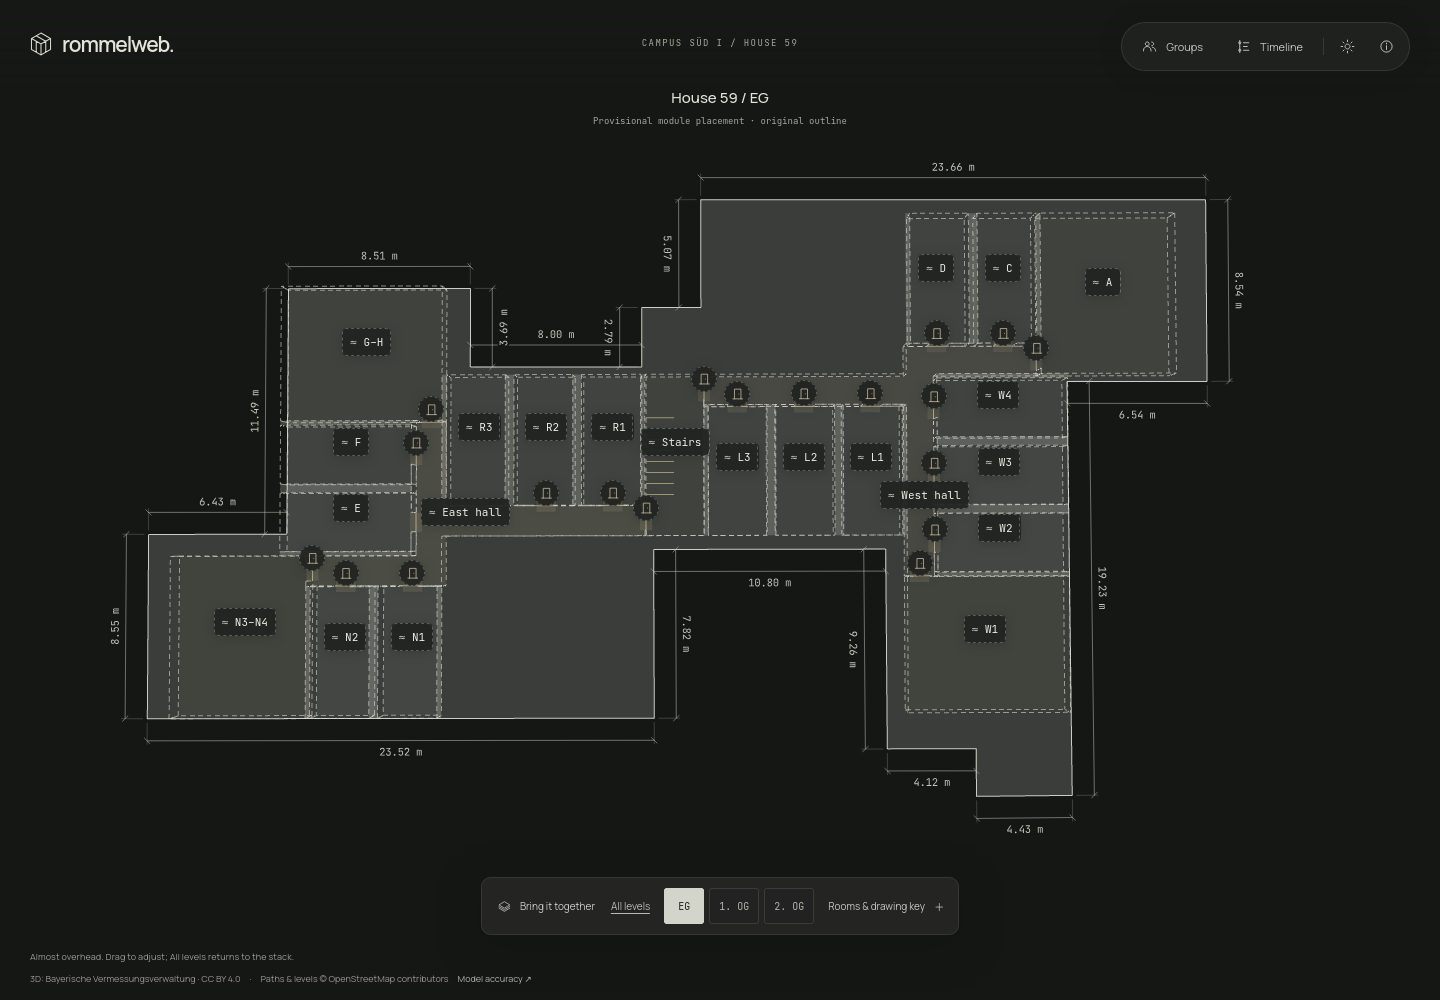 rommelweb.
CAMPUS SÜD I / HOUSE 59
Groups
Timeline
House 59 / EG
Provisional module placement · original outline
23.66 m
5.07 m
8.54 m
8.51 m
3.69 m
8.00 m
2.79 m
11.49 m
6.54 m
6.43 m
8.55 m
10.80 m
7.82 m
9.26 m
19.23 m
23.52 m
4.12 m
4.43 m
≈ D
≈ C
≈ A
≈ G–H
≈ W4
≈ F
≈ R3
≈ R2
≈ R1
≈ Stairs
≈ L3
≈ L2
≈ L1
≈ W3
≈ West hall
≈ E
≈ East hall
≈ W2
≈ N3–N4
≈ N2
≈ N1
≈ W1
Bring it together
All levels
EG
1. OG
2. OG
Rooms & drawing key +
Almost overhead. Drag to adjust; All levels returns to the stack.
3D: Bayerische Vermessungsverwaltung · CC BY 4.0 · Paths & levels © OpenStreetMap contributors Model accuracy ↗